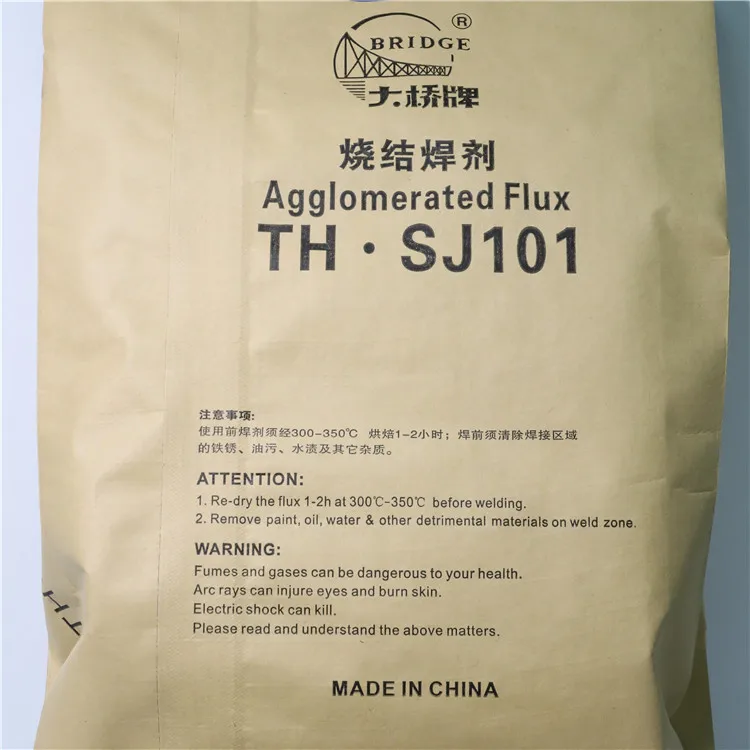 ®
BRIDGE
大桥牌
烧结焊剂
Agglomerated Flux
TH·SJ101
注意事项:
使用前焊剂须经300-350℃ 烘焙1-2小时；焊前须清除焊接区域
的铁锈、油污、水渍及其它杂质。
ATTENTION:
1. Re-dry the flux 1-2h at 300℃-350℃ before welding.
2. Remove paint, oil, water & other detrimental materials on weld zone.
WARNING:
Fumes and gases can be dangerous to your health.
Arc rays can injure eyes and burn skin.
Electric shock can kill.
Please read and understand the above matters.
TH
MADE IN CHINA